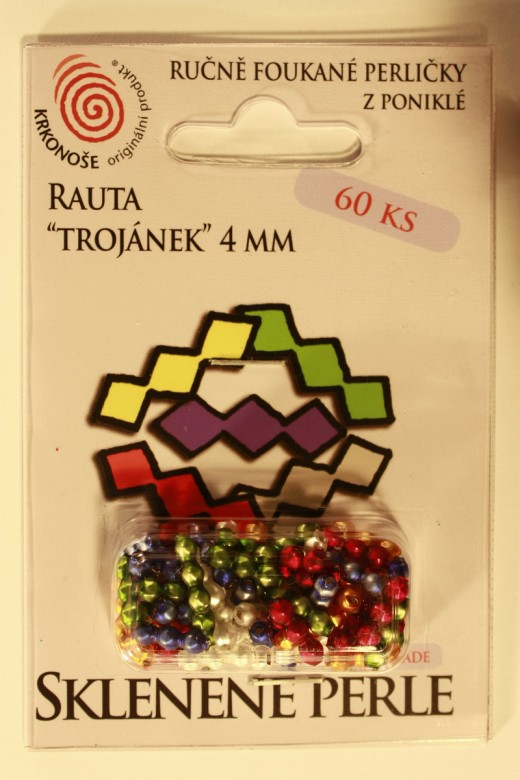 KRKONOŠE originální produkt®
RUČNĚ FOUKANÉ PERLIČKY
Z PONIKLÉ
RAUTA
“TROJÁNEK” 4 MM
60 KS
SKLENENE PERLE